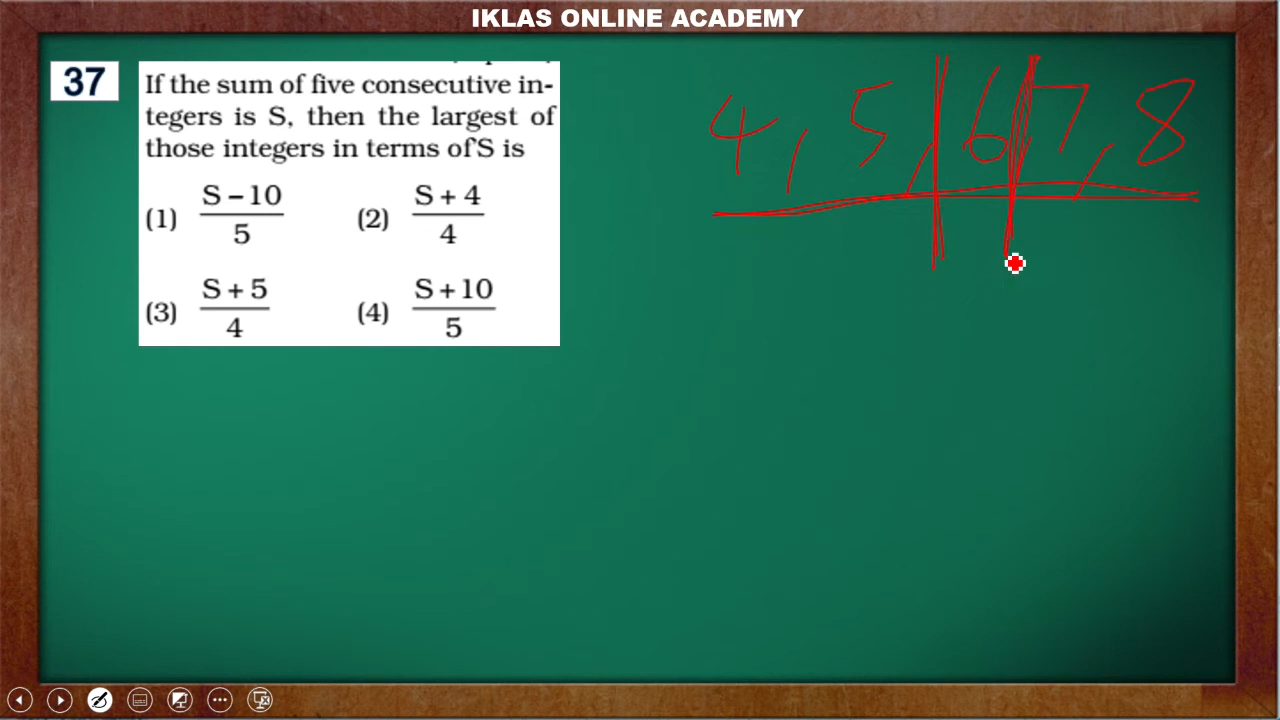 IKLAS ONLINE ACADEMY
37
If the sum of five consecutive in-
tegers is S, then the largest of
those integers in terms of S is
(1) S – 10 / 5 (2) S + 4 / 4
(3) S + 5 / 4 (4) S + 10 / 5
4, 5, 6 7, 8